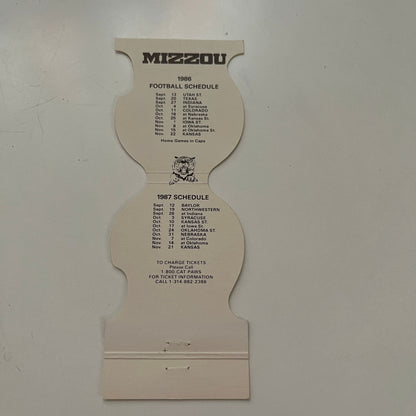 MIZZOU
1986
FOOTBALL SCHEDULE
Sept. 13 UTAH ST.
Sept. 20 TEXAS
Sept. 27 INDIANA
Oct. 4 at Syracuse
Oct. 11 COLORADO
Oct. 18 at Nebraska
Oct. 25 at Kansas St.
Nov. 1 IOWA ST.
Nov. 8 at Oklahoma
Nov. 15 at Oklahoma St.
Nov. 22 KANSAS
Home Games in Caps
1987 SCHEDULE
Sept. 12 BAYLOR
Sept. 19 NORTHWESTERN
Sept. 26 at Indiana
Oct. 3 SYRACUSE
Oct. 10 KANSAS ST.
Oct. 17 at Iowa St.
Oct. 24 OKLAHOMA ST.
Oct. 31 NEBRASKA
Nov. 7 at Colorado
Nov. 14 at Oklahoma
Nov. 21 KANSAS
TO CHARGE TICKETS
Please Call
1-800-CAT-PAWS
FOR TICKET INFORMATION
CALL 1-314-882-2386